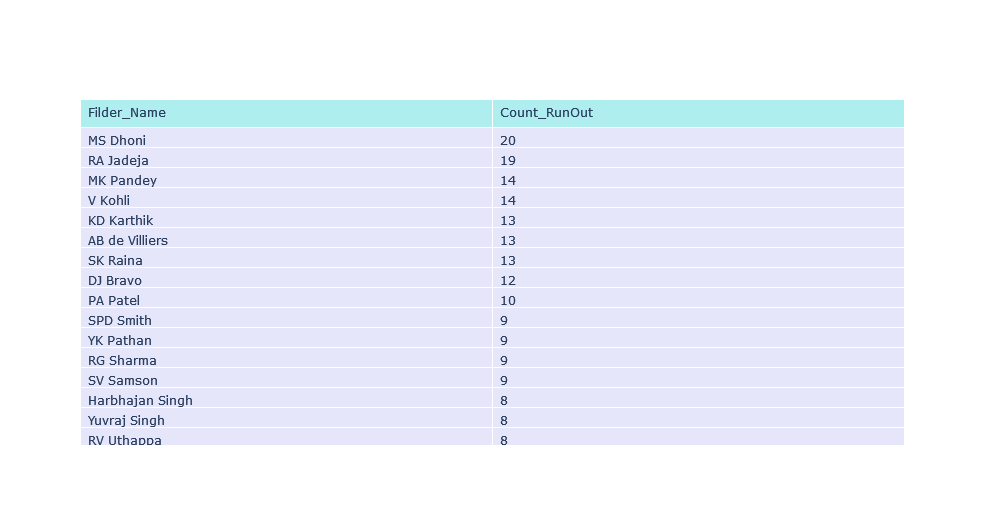 Filder_Name Count_RunOut
MS Dhoni 20
RA Jadeja 19
MK Pandey 14
V Kohli 14
KD Karthik 13
AB de Villiers 13
SK Raina 13
DJ Bravo 12
PA Patel 10
SPD Smith 9
YK Pathan 9
RG Sharma 9
SV Samson 9
Harbhajan Singh 8
Yuvraj Singh 8
RV Uthappa 8